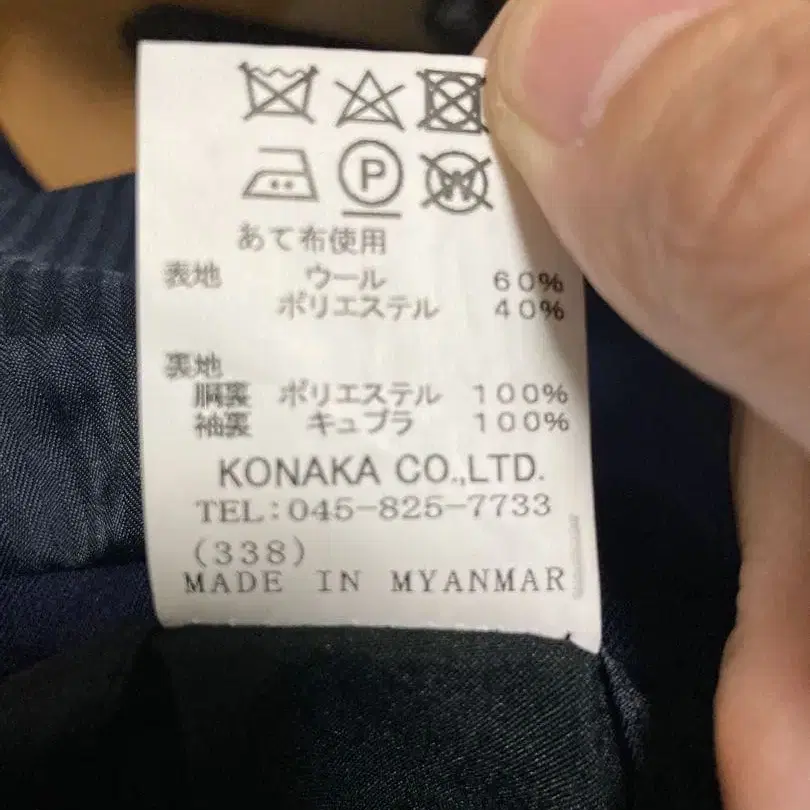 P
W
あて布使用
表地 ウール 60%
ポリエステル 40%
裏地
胴裏 ポリエステル 100%
袖裏 キュプラ 100%
KONAKA CO.,LTD.
TEL:045-825-7733
(338)
MADE IN MYANMAR